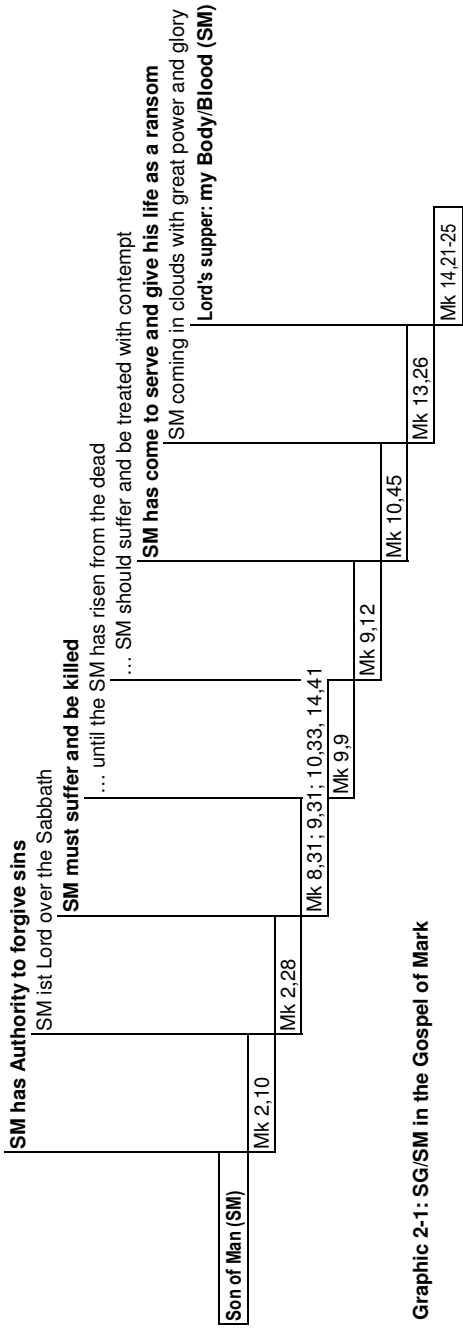 SM has Authority to forgive sins
SM ist Lord over the Sabbath
SM must suffer and be killed
… until the SM has risen from the dead
… SM should suffer and be treated with contempt
SM has come to serve and give his life as a ransom
SM coming in clouds with great power and glory
Lord's supper: my Body/Blood (SM)
Son of Man (SM)
Mk 2,10
Mk 2,28
Mk 8,31; 9,31; 10,33, 14,41
Mk 9,9
Mk 9,12
Mk 10,45
Mk 13,26
Mk 14,21-25
Graphic 2-1: SG/SM in the Gospel of Mark